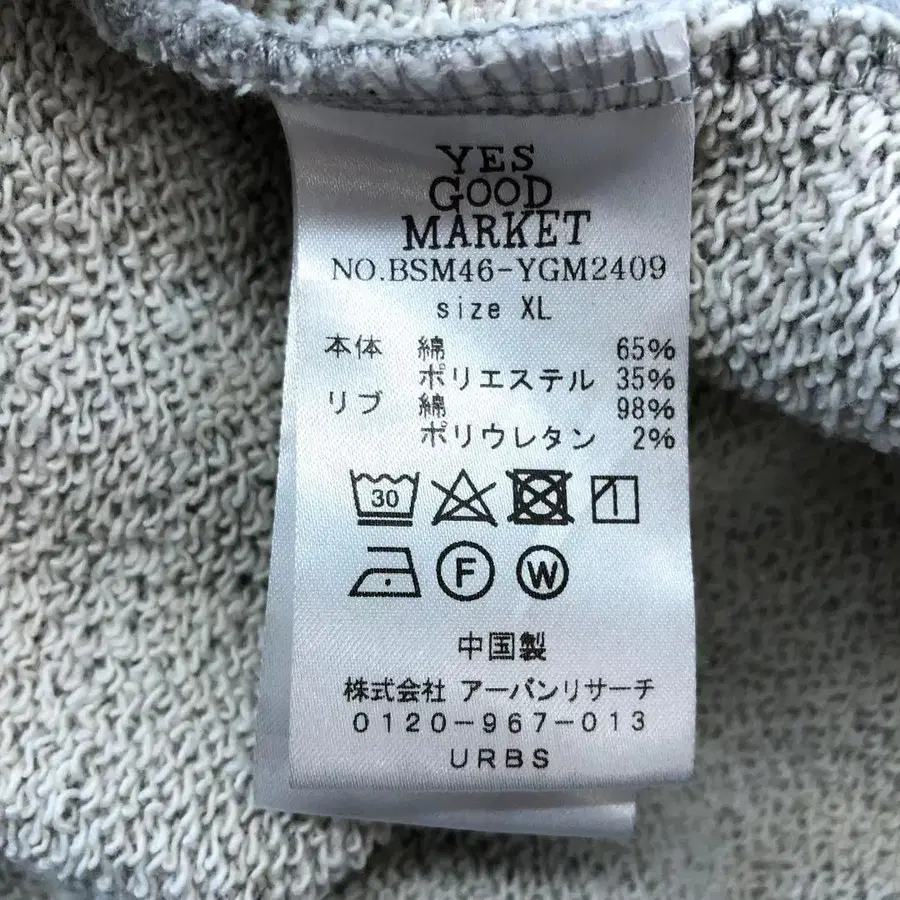 YES
GOOD
MARKET
NO.BSM46-YGM2409
size XL
本体 綿 65%
ポリエステル 35%
リブ 綿 98%
ポリウレタン 2%
30
F W
中国製
株式会社 アーバンリサーチ
0120-967-013
URBS